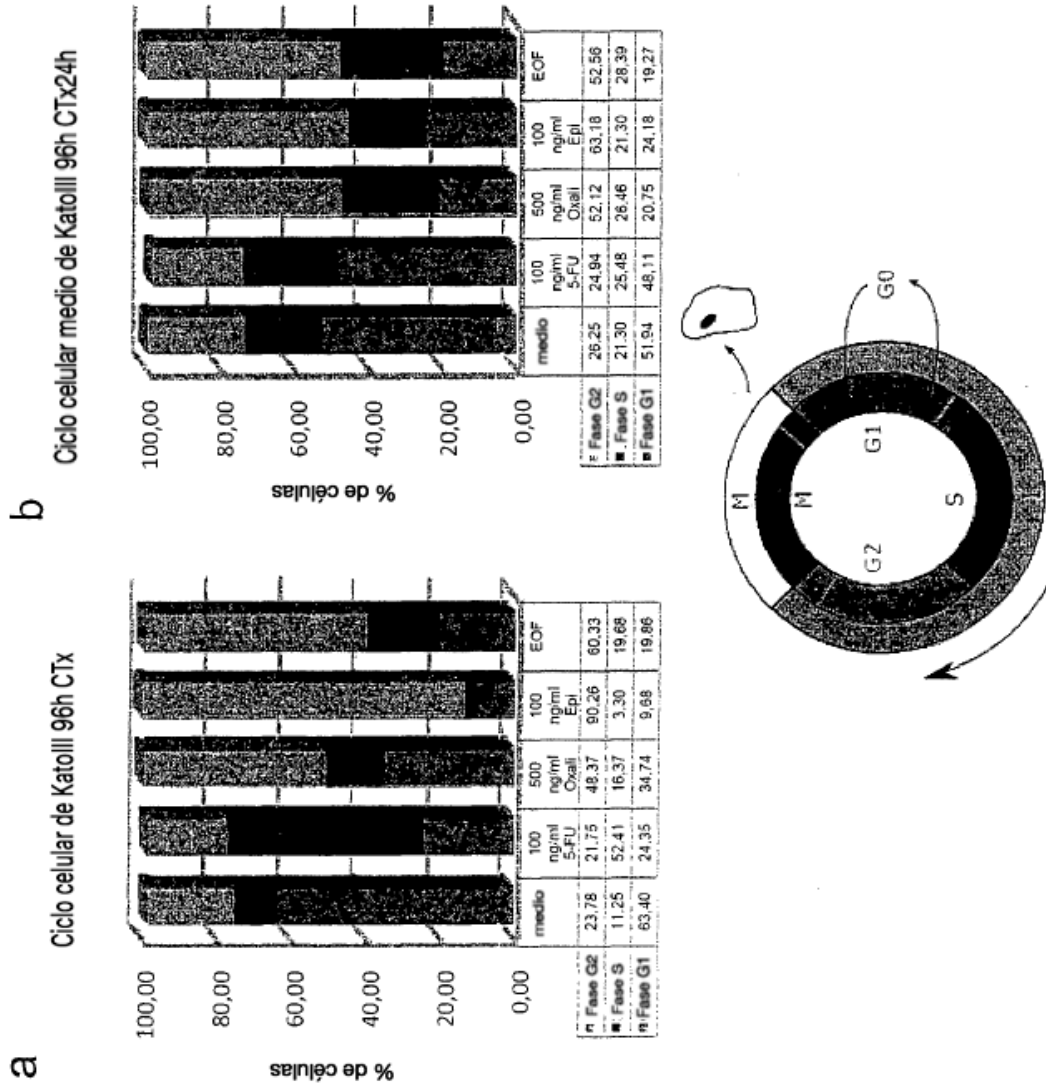 a
Ciclo celular de KatoIII 96h CTx
% de células
100,00
80,00
60,00
40,00
20,00
0,00
medio
100 ng/ml 5-FU
500 ng/ml Oxali
100 ng/ml Epi
EOF
Fase G2 23,78 21,75 48,37 90,26 60,33
Fase S 11,25 52,41 16,37 3,30 19,68
Fase G1 63,40 24,35 34,74 9,68 19,86
b
Ciclo celular medio de KatoIII 96h CTx24h
% de células
100,00
80,00
60,00
40,00
20,00
0,00
medio
100 ng/ml 5-FU
500 ng/ml Oxali
100 ng/ml Epi
EOF
Fase G2 26,25 24,94 52,12 63,18 52,56
Fase S 21,30 25,48 26,46 21,30 28,39
Fase G1 51,94 48,11 20,75 24,18 19,27
M
M
G2
G1
G0
S